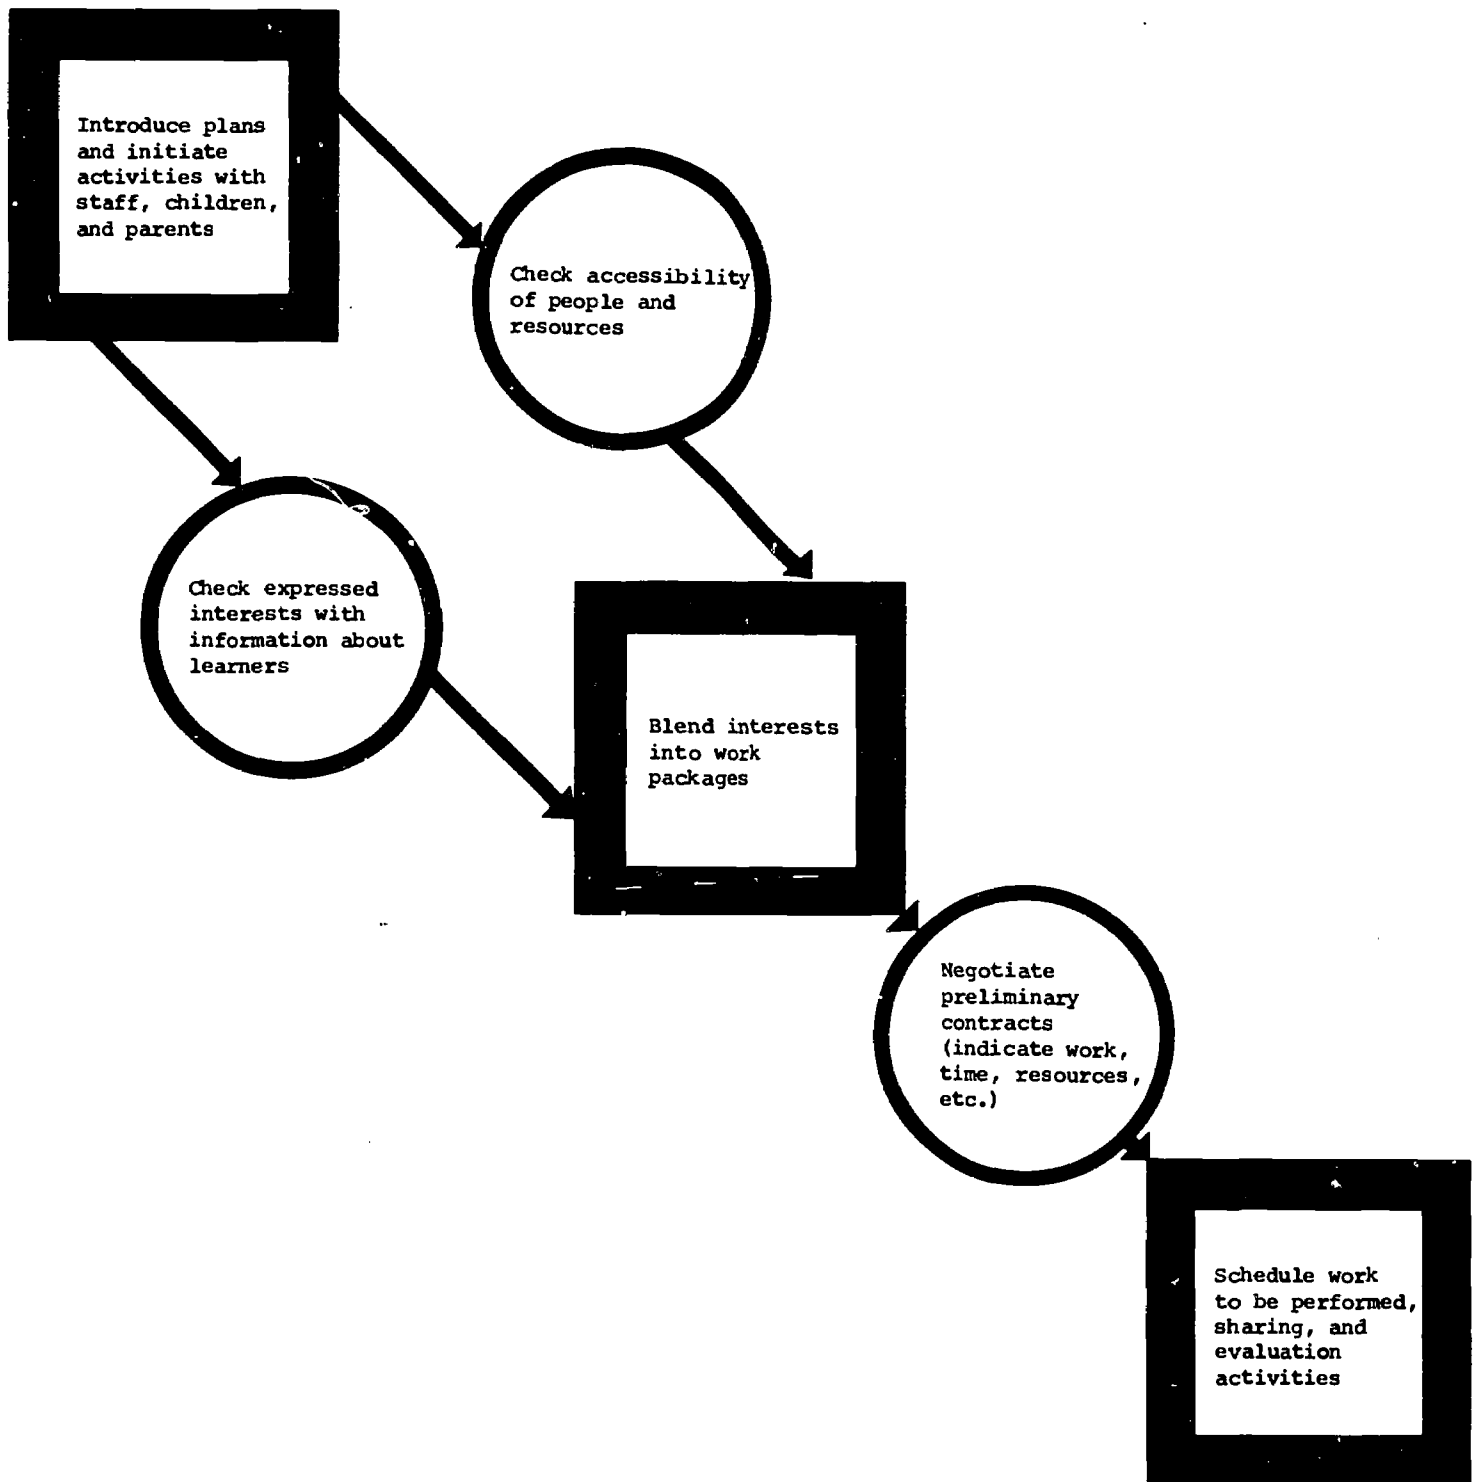 Introduce plans
and initiate
activities with
staff, children,
and parents
Check accessibility
of people and
resources
Check expressed
interests with
information about
learners
Blend interests
into work
packages
Negotiate
preliminary
contracts
(indicate work,
time, resources,
etc.)
Schedule work
to be performed,
sharing, and
evaluation
activities